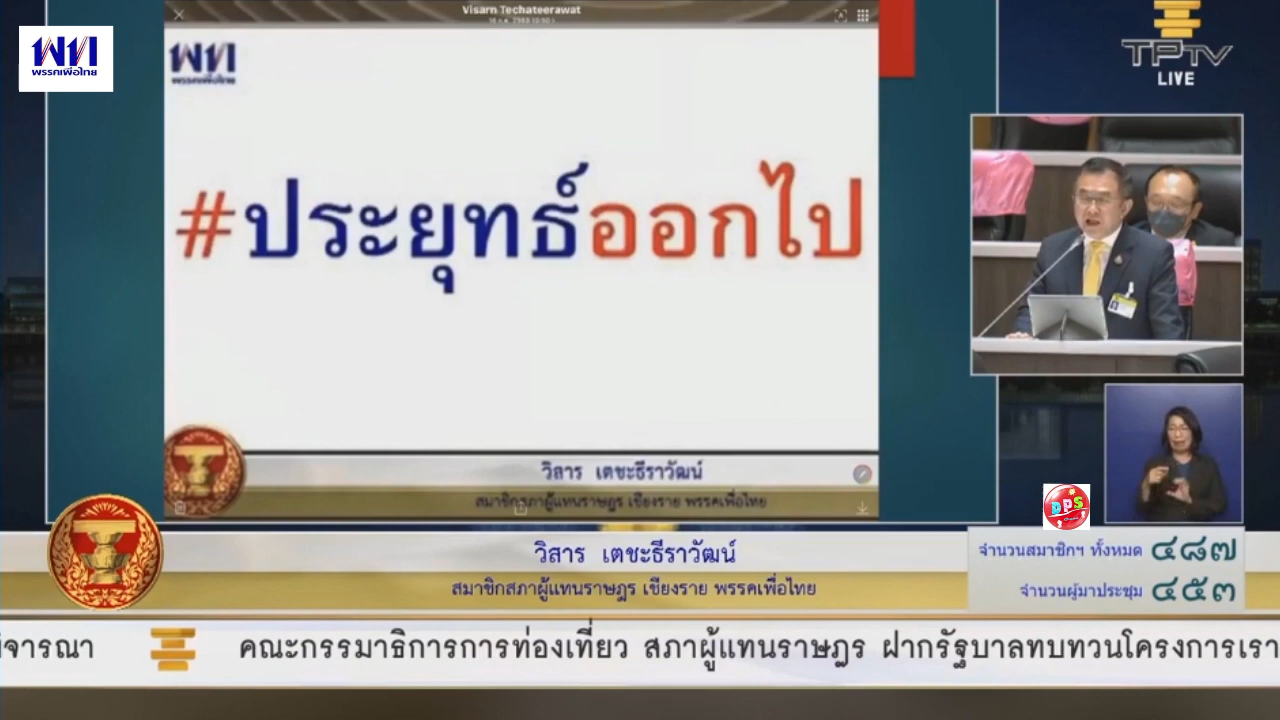 Visarn Techateerawat
พท
พรรคเพื่อไทย
พท
พรรคเพื่อไทย
TPTV
LIVE
#ประยุทธ์ออกไป
วิสาร เตชะธีราวัฒน์
สมาชิกสภาผู้แทนราษฎร เชียงราย พรรคเพื่อไทย
DPS
วิสาร เตชะธีราวัฒน์
สมาชิกสภาผู้แทนราษฎร เชียงราย พรรคเพื่อไทย
จำนวนสมาชิกฯ ทั้งหมด ๔๘๗
จำนวนผู้มาประชุม ๔๕๓
จารณา คณะกรรมาธิการการท่องเที่ยว สภาผู้แทนราษฎร ฝากรัฐบาลทบทวนโครงการเรา